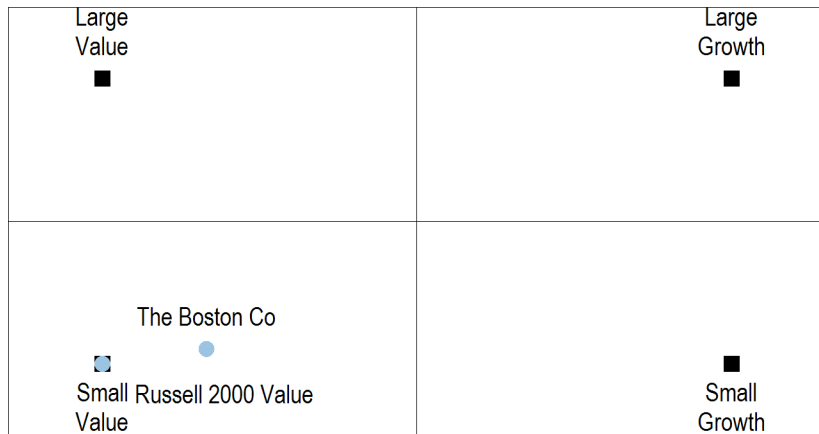 Large
Value
Large
Growth
The Boston Co
Small
Value
Russell 2000 Value
Small
Growth